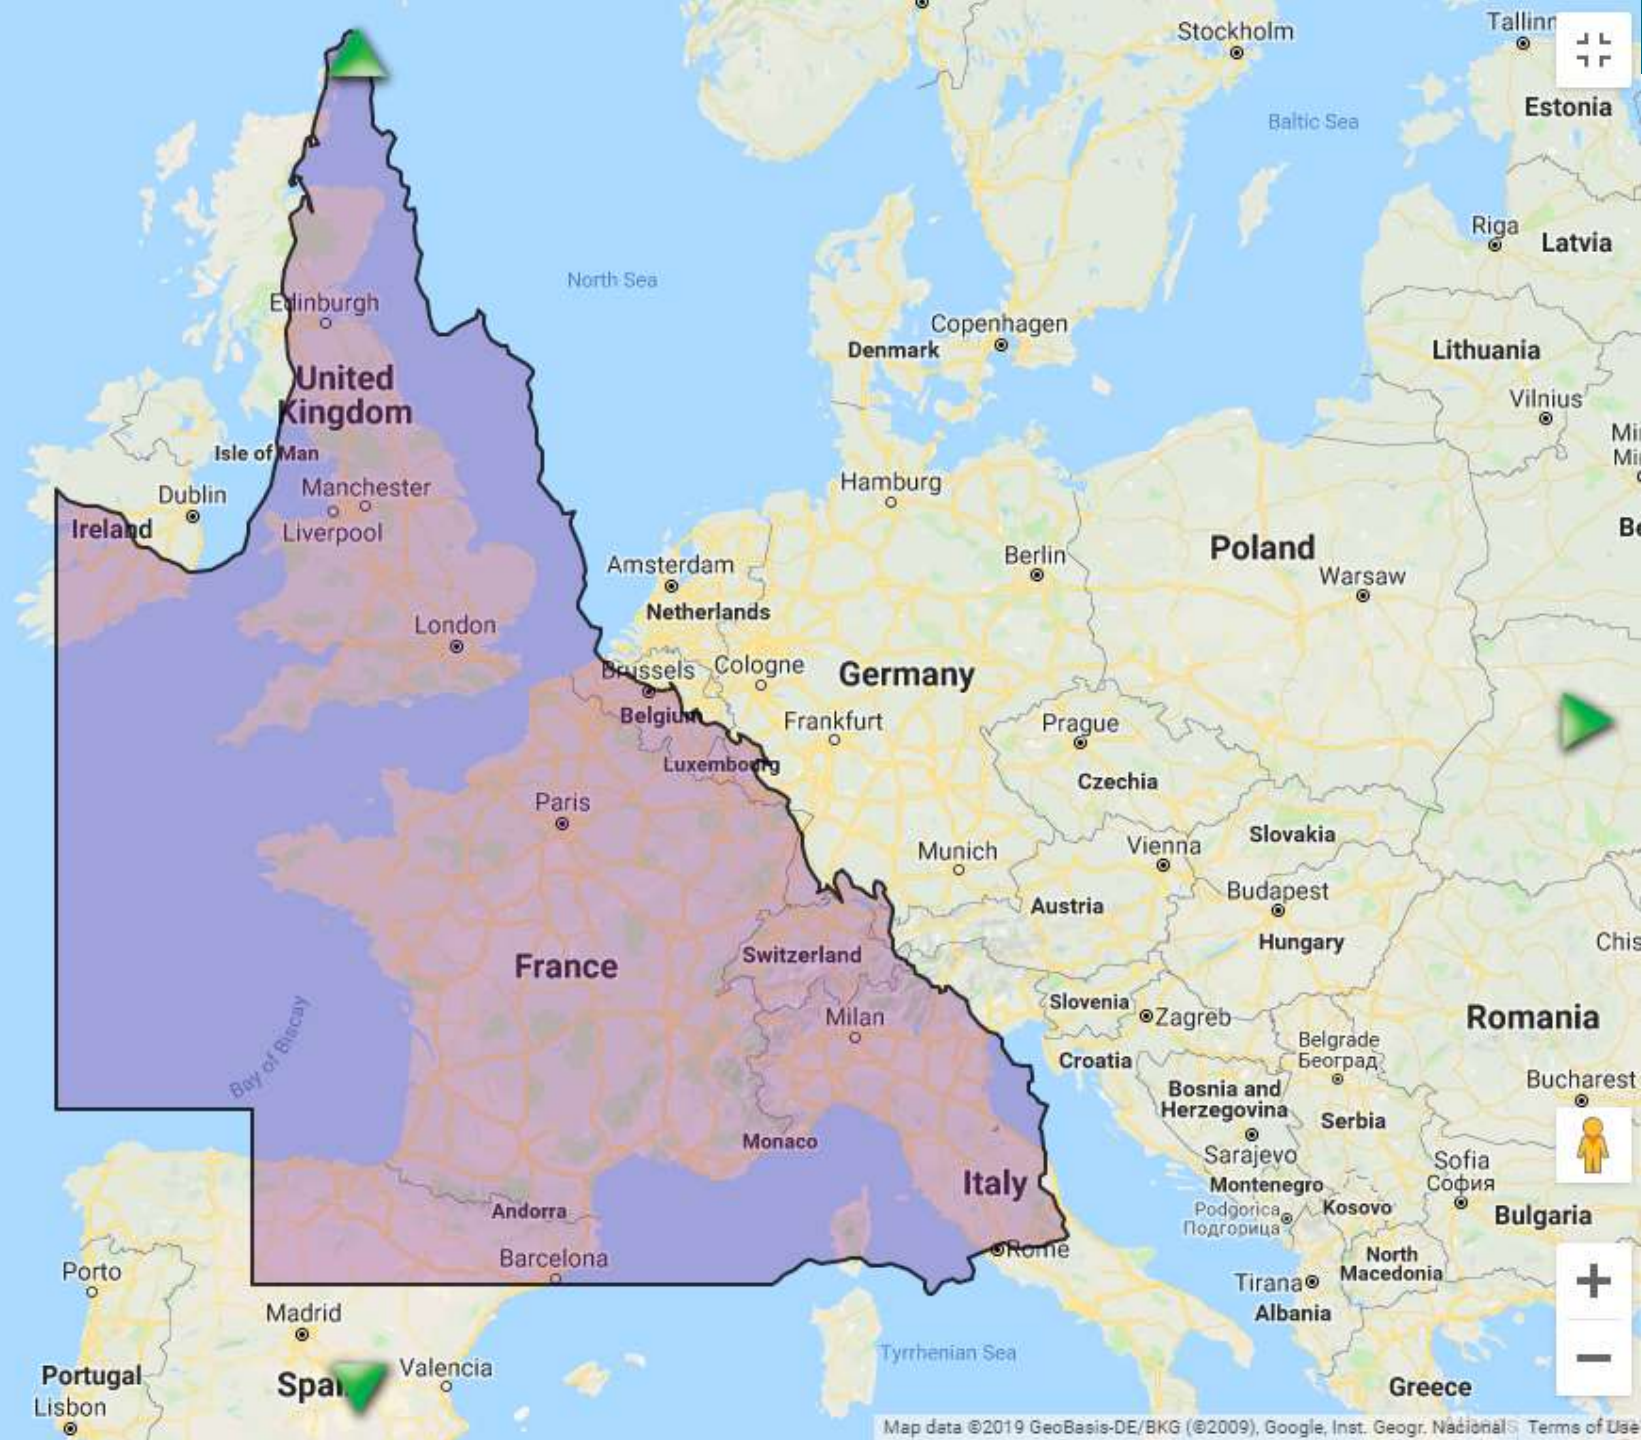 Stockholm
Tallinn
Estonia
Baltic Sea
Riga
Latvia
North Sea
Edinburgh
Copenhagen
Denmark
Lithuania
Vilnius
United
Kingdom
Isle of Man
Hamburg
Manchester
Dublin
Ireland
Liverpool
Berlin
Poland
Warsaw
Amsterdam
Netherlands
London
Brussels
Cologne
Germany
Belgium
Frankfurt
Prague
Luxembourg
Czechia
Paris
Munich
Vienna
Slovakia
Budapest
Austria
Hungary
Chis
Switzerland
France
Milan
Slovenia
Zagreb
Romania
Bay of Biscay
Croatia
Belgrade
Београд
Bucharest
Bosnia and
Herzegovina
Serbia
Monaco
Sarajevo
Sofia
София
Italy
Montenegro
Podgorica
Подгорица
Kosovo
Bulgaria
Andorra
Barcelona
Rome
North
Macedonia
Porto
Tirana
Albania
Madrid
Tyrrhenian Sea
Portugal
Spai
Valencia
Greece
Lisbon
Map data ©2019 GeoBasis-DE/BKG (©2009), Google, Inst. Geogr. Nacional
Terms of Use